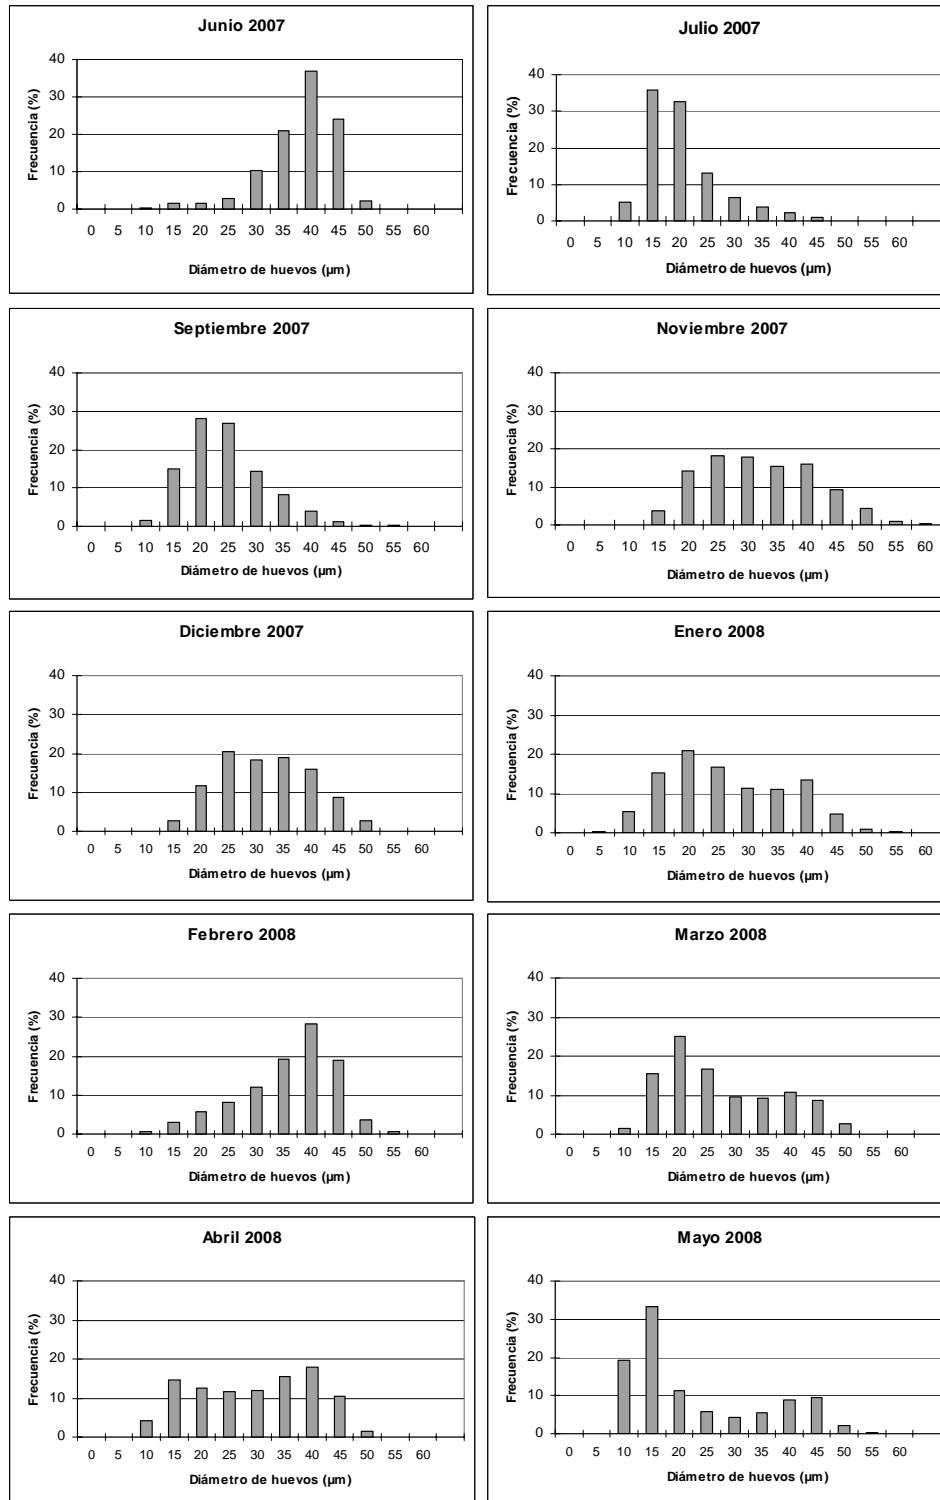 Junio 2007
40
30
20
10
0
Frecuencia (%)
0 5 10 15 20 25 30 35 40 45 50 55 60
Diámetro de huevos (µm)
Julio 2007
40
30
20
10
0
Frecuencia (%)
0 5 10 15 20 25 30 35 40 45 50 55 60
Diámetro de huevos (µm)
Septiembre 2007
40
30
20
10
0
Frecuencia (%)
0 5 10 15 20 25 30 35 40 45 50 55 60
Diámetro de huevos (µm)
Noviembre 2007
40
30
20
10
0
Frecuencia (%)
0 5 10 15 20 25 30 35 40 45 50 55 60
Diámetro de huevos (µm)
Diciembre 2007
40
30
20
10
0
Frecuencia (%)
0 5 10 15 20 25 30 35 40 45 50 55 60
Diámetro de huevos (µm)
Enero 2008
40
30
20
10
0
Frecuencia (%)
0 5 10 15 20 25 30 35 40 45 50 55 60
Diámetro de huevos (µm)
Febrero 2008
40
30
20
10
0
Frecuencia (%)
0 5 10 15 20 25 30 35 40 45 50 55 60
Diámetro de huevos (µm)
Marzo 2008
40
30
20
10
0
Frecuencia (%)
0 5 10 15 20 25 30 35 40 45 50 55 60
Diámetro de huevos (µm)
Abril 2008
40
30
20
10
0
Frecuencia (%)
0 5 10 15 20 25 30 35 40 45 50 55 60
Diámetro de huevos (µm)
Mayo 2008
40
30
20
10
0
Frecuencia (%)
0 5 10 15 20 25 30 35 40 45 50 55 60
Diámetro de huevos (µm)